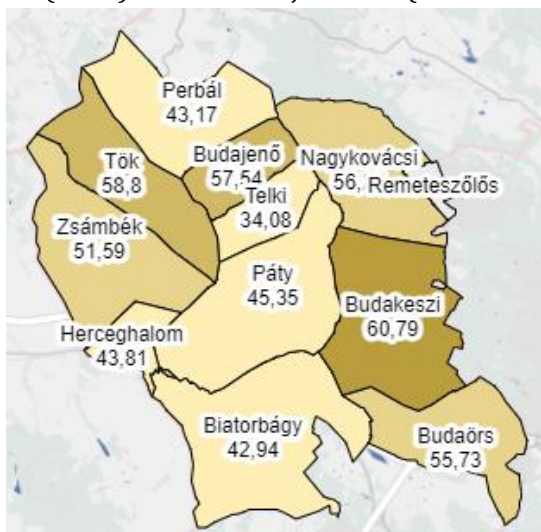 Perbál
43,17
Tök
58,8
Budajenő
57,54
Nagykovácsi
56,
Remeteszőlős
Telki
34,08
Zsámbék
51,59
Páty
45,35
Budakeszi
60,79
Herceghalom
43,81
Biatorbágy
42,94
Budaörs
55,73